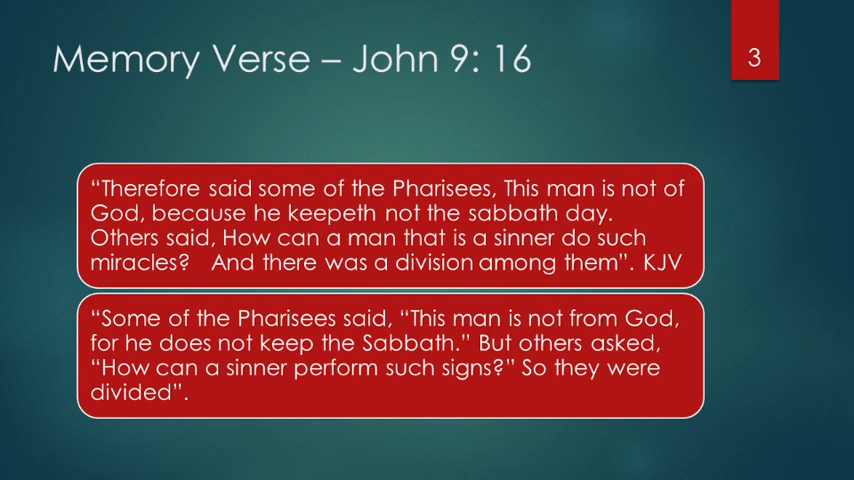 Memory Verse – John 9: 16
3
“Therefore said some of the Pharisees, This man is not of
God, because he keepeth not the sabbath day.
Others said, How can a man that is a sinner do such
miracles?   And there was a division among them”. KJV
“Some of the Pharisees said, “This man is not from God,
for he does not keep the Sabbath.” But others asked,
“How can a sinner perform such signs?” So they were
divided”.